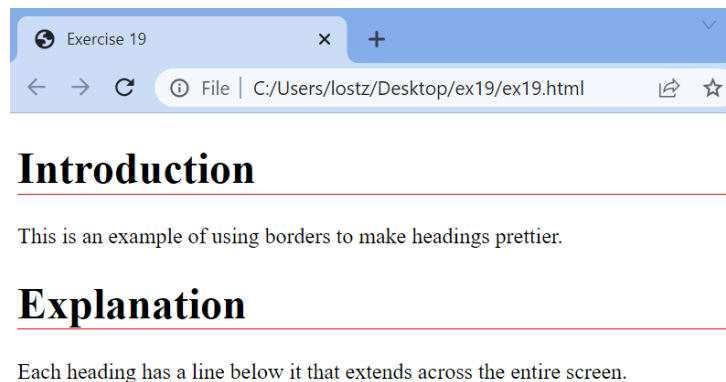 Exercise 19
File | C:/Users/lostz/Desktop/ex19/ex19.html
Introduction
This is an example of using borders to make headings prettier.
Explanation
Each heading has a line below it that extends across the entire screen.